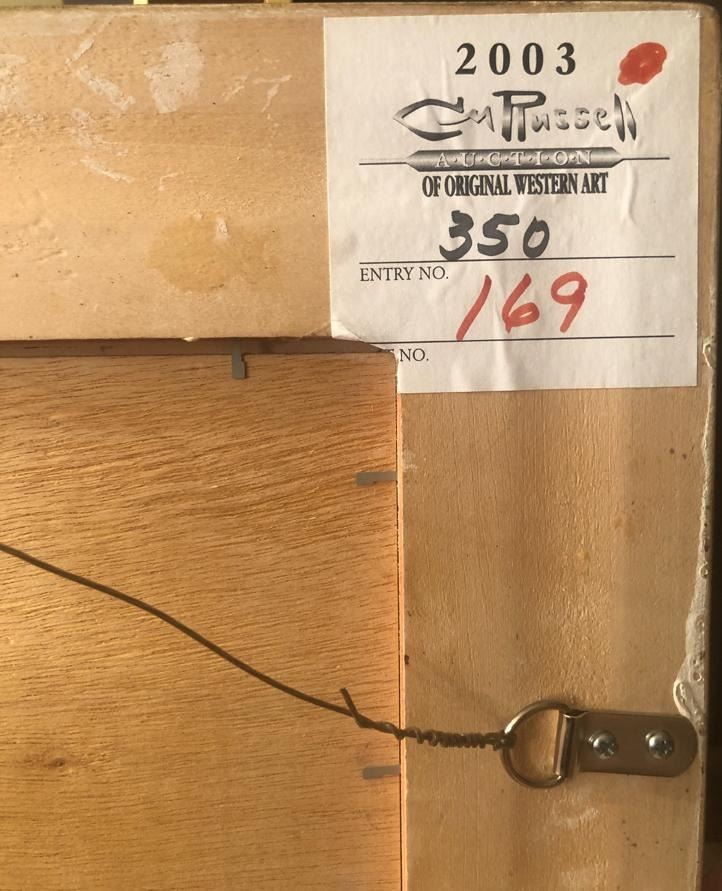 2003
CM Russell
AUCTION
OF ORIGINAL WESTERN ART
350
ENTRY NO.
169
NO.